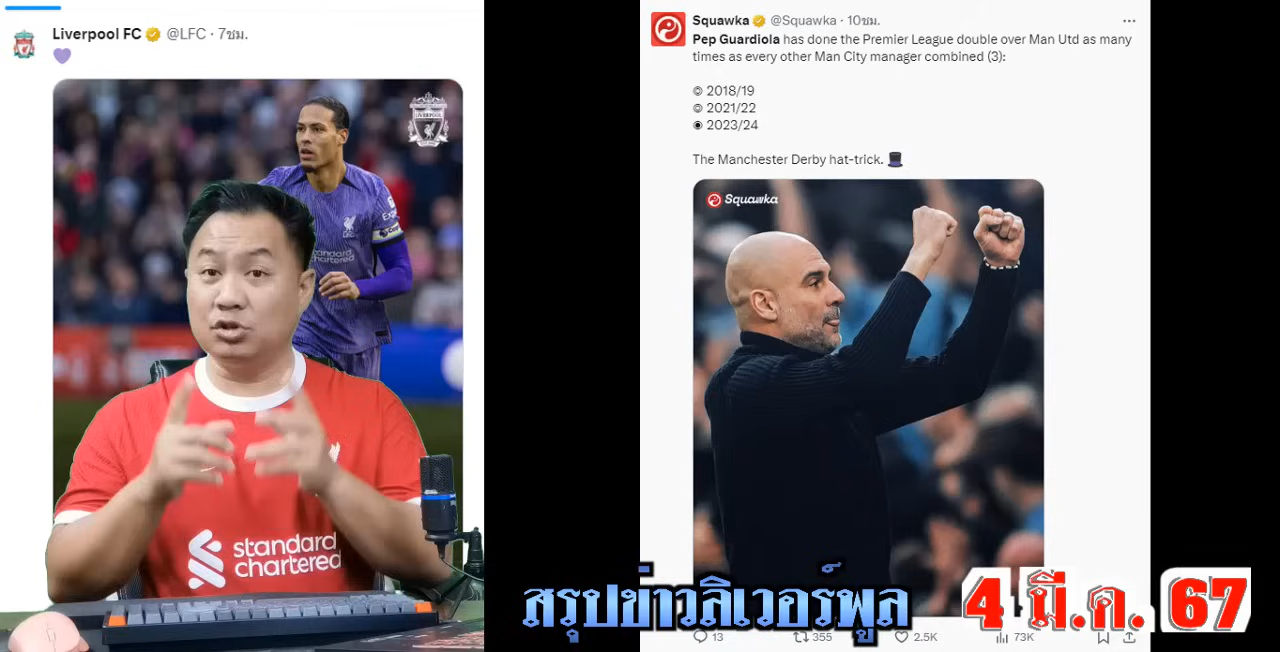 Liverpool FC @LFC · 7ชม.
💜
LIVERPOOL
standard
chartered
standard
chartered
Squawka @Squawka · 10ชม.
Pep Guardiola has done the Premier League double over Man Utd as many
times as every other Man City manager combined (3):
2018/19
2021/22
2023/24
The Manchester Derby hat-trick. 🎩
Squawka
สรุปข่าวลิเวอร์พูล
4 มี.ค. 67
13
355
2.5K
73K